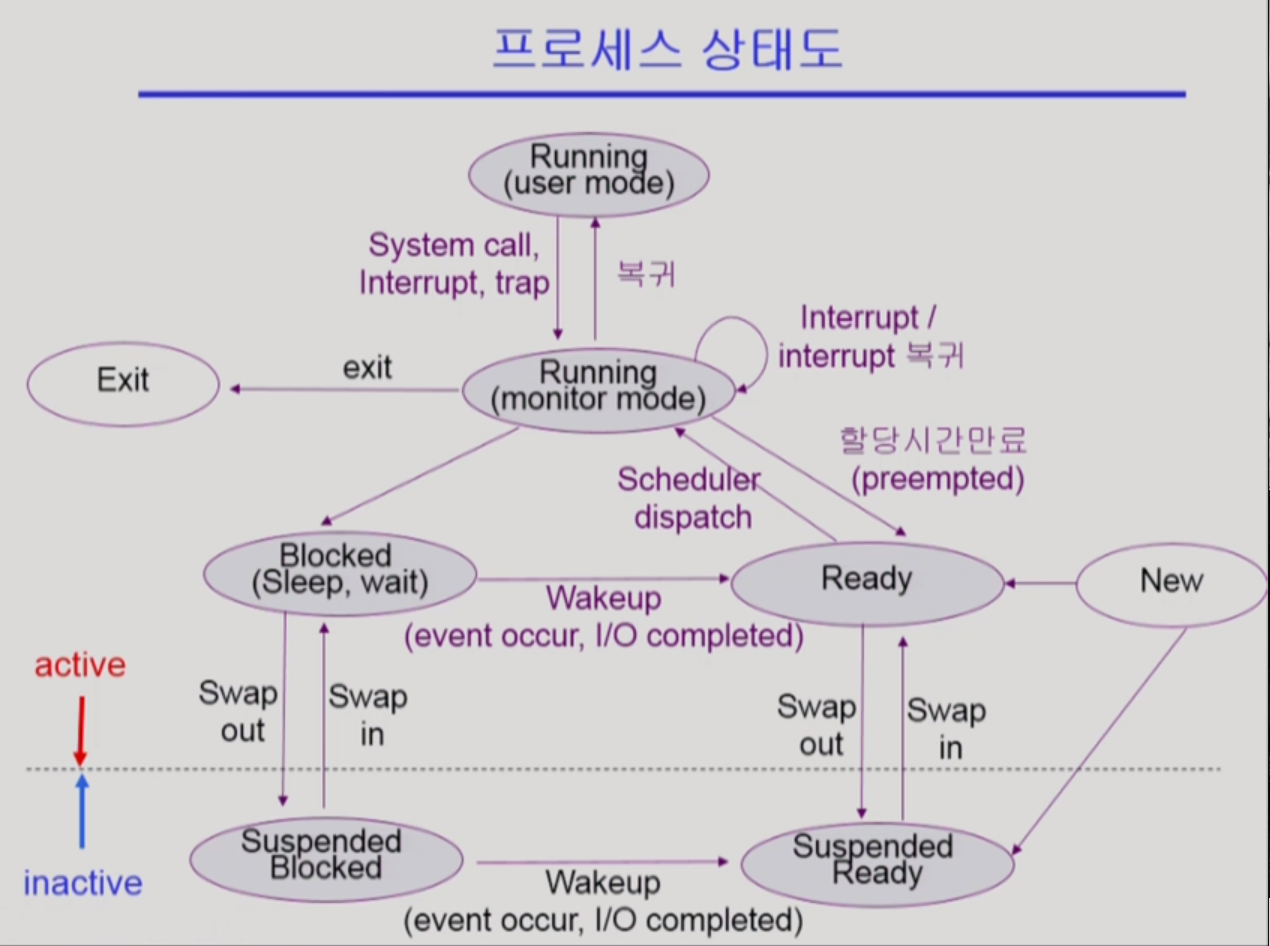 프로세스 상태도
Running
(user mode)
System call,
Interrupt, trap
복귀
Interrupt /
interrupt 복귀
Exit
exit
Running
(monitor mode)
할당시간만료
(preempted)
Scheduler
dispatch
Blocked
(Sleep, wait)
Ready
New
Wakeup
(event occur, I/O completed)
active
Swap
out
Swap
in
Swap
out
Swap
in
inactive
Suspended
Blocked
Suspended
Ready
Wakeup
(event occur, I/O completed)